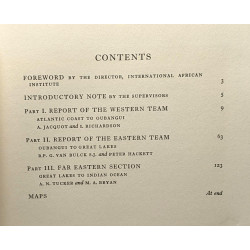 CONTENTS
FOREWORD BY THE DIRECTOR, INTERNATIONAL AFRICAN
INSTITUTE 3
INTRODUCTORY NOTE BY THE SUPERVISORS 5
PART I. REPORT OF THE WESTERN TEAM 9
ATLANTIC COAST TO OUBANGUI
A. JACQUOT and I. RICHARDSON
PART II. REPORT OF THE EASTERN TEAM 63
OUBANGUI TO GREAT LAKES
R.P. G. VAN BULCK S.J. and PETER HACKETT
PART III. FAR EASTERN SECTION 123
GREAT LAKES TO INDIAN OCEAN
A. N. TUCKER and M. A. BRYAN
MAPS At end